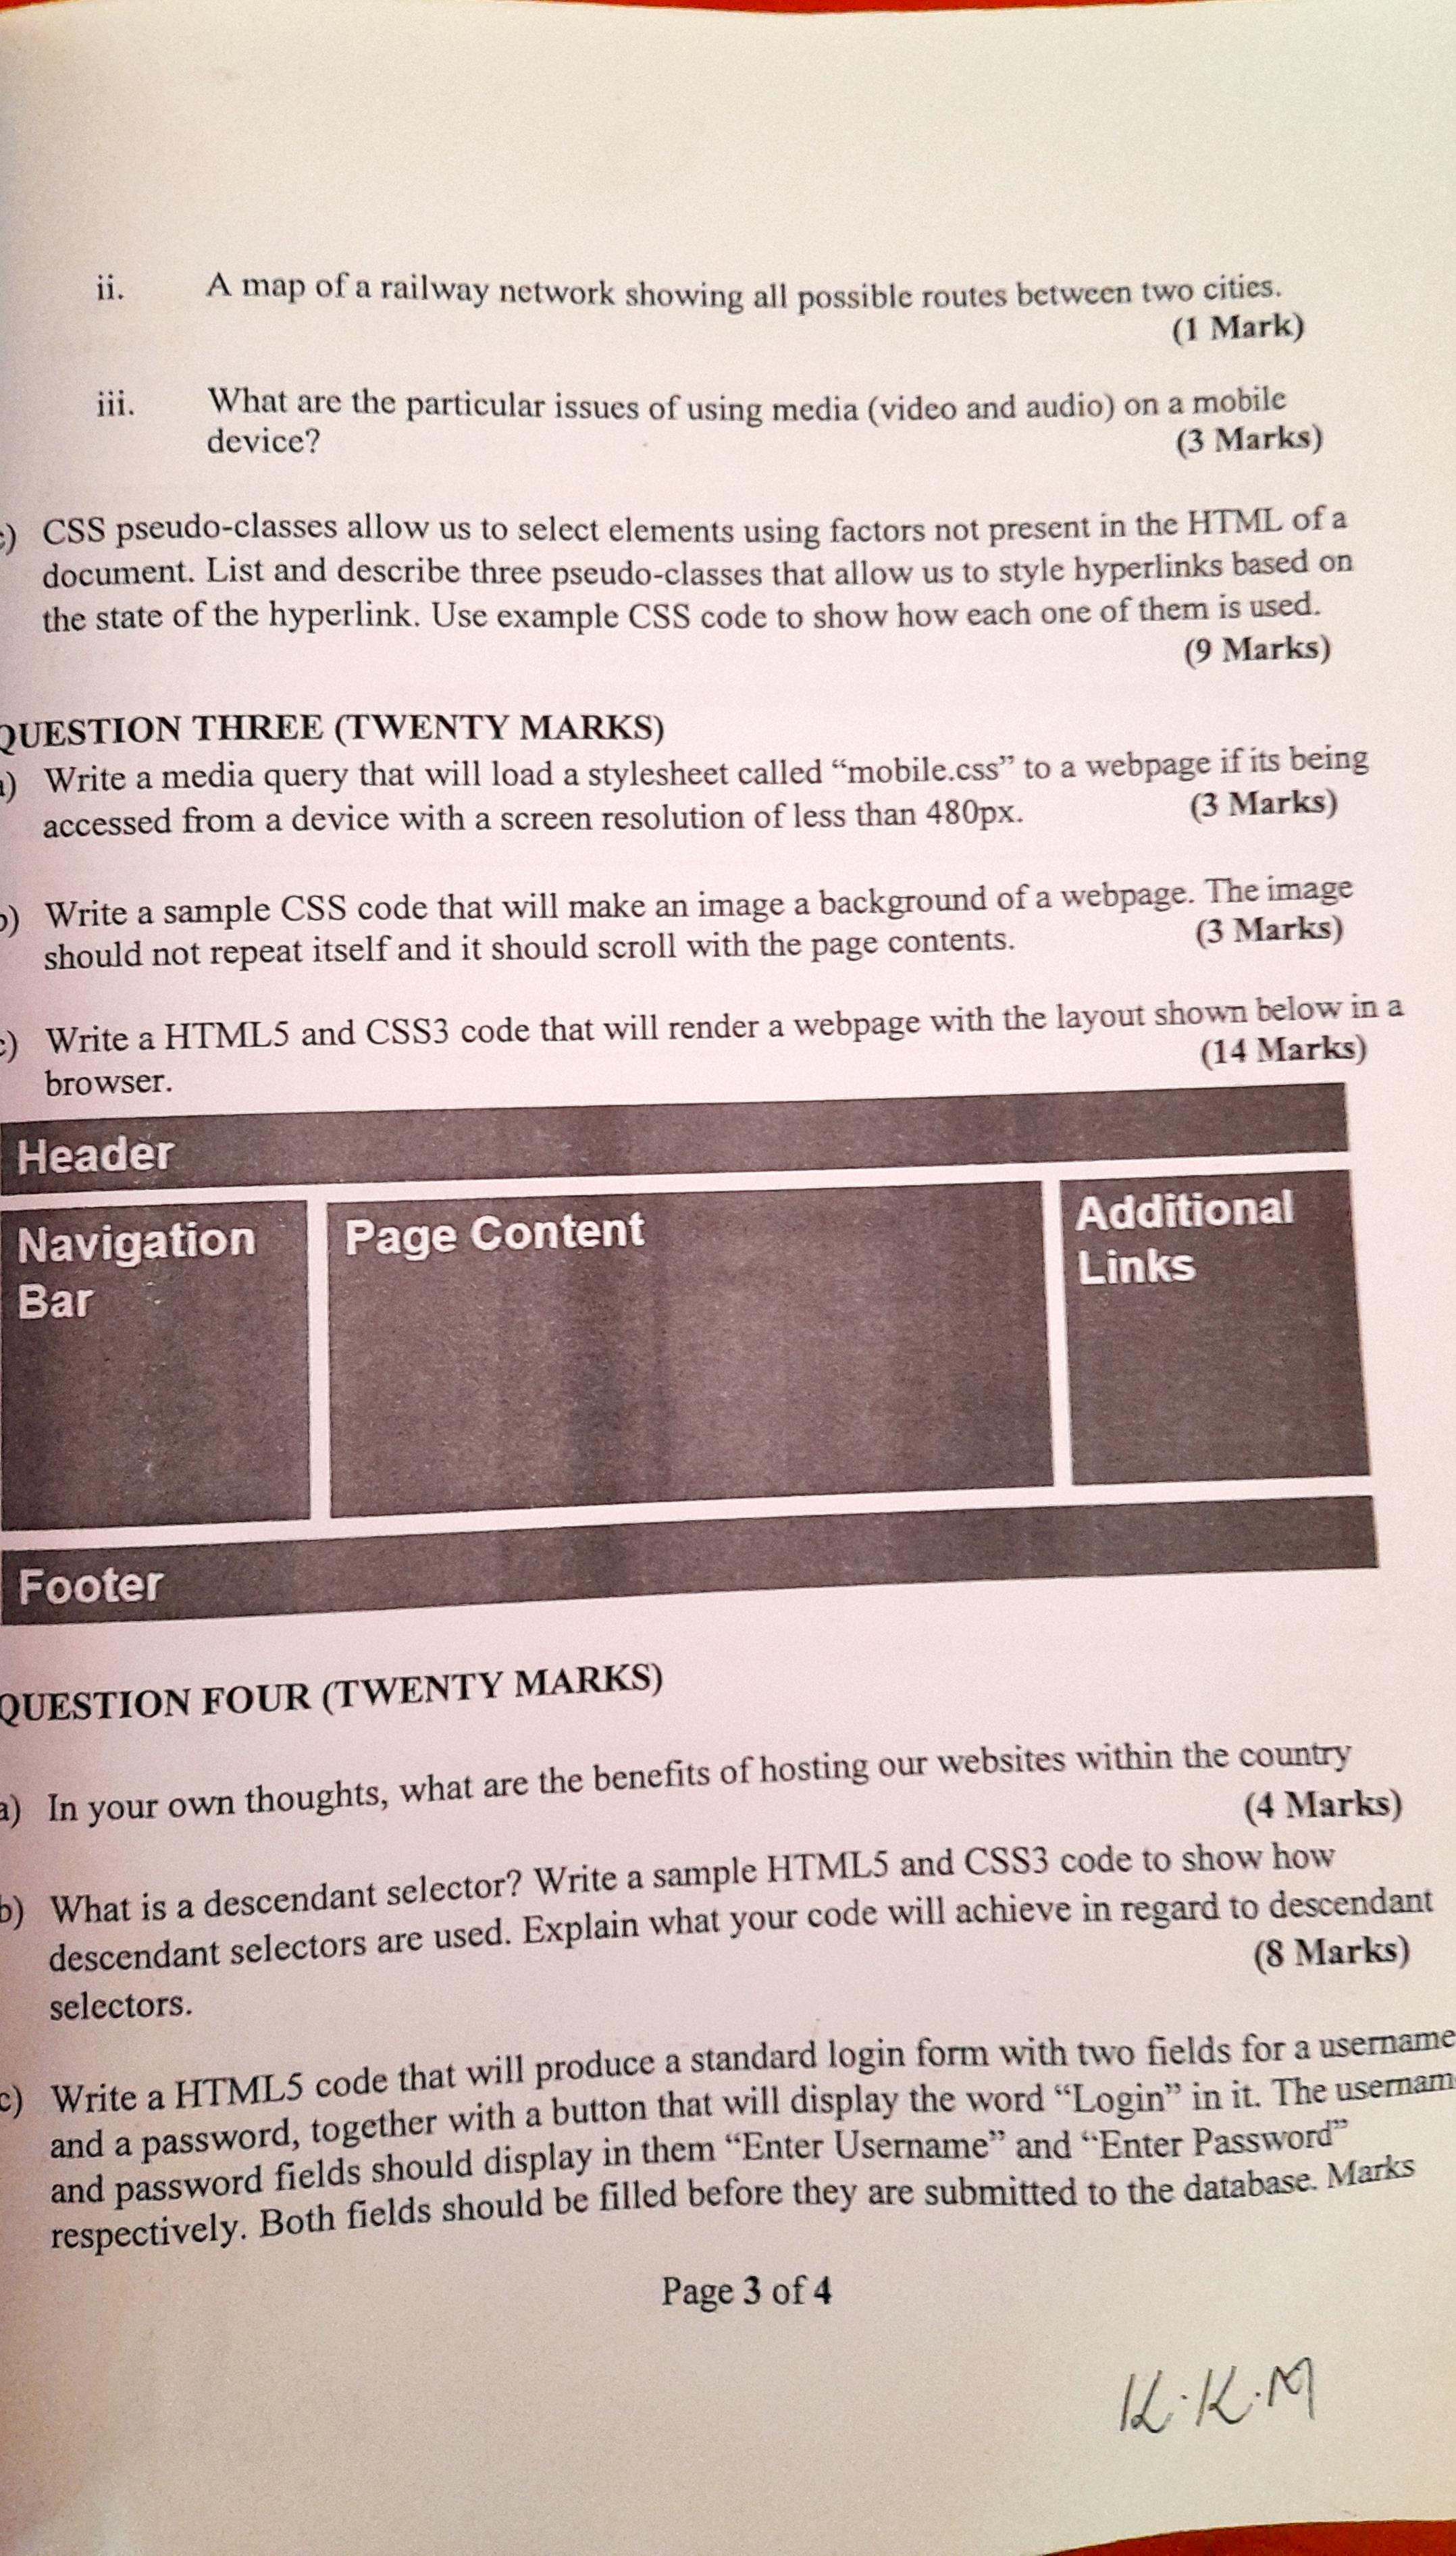 ii. A map of a railway network showing all possible routes between two cities.
(1 Mark)
iii. What are the particular issues of using media (video and audio) on a mobile
device? (3 Marks)
c) CSS pseudo-classes allow us to select elements using factors not present in the HTML of a
document. List and describe three pseudo-classes that allow us to style hyperlinks based on
the state of the hyperlink. Use example CSS code to show how each one of them is used.
(9 Marks)
QUESTION THREE (TWENTY MARKS)
a) Write a media query that will load a stylesheet called “mobile.css” to a webpage if its being
accessed from a device with a screen resolution of less than 480px. (3 Marks)
b) Write a sample CSS code that will make an image a background of a webpage. The image
should not repeat itself and it should scroll with the page contents. (3 Marks)
c) Write a HTML5 and CSS3 code that will render a webpage with the layout shown below in a
browser. (14 Marks)
Header
Navigation
Bar
Page Content
Additional
Links
Footer
QUESTION FOUR (TWENTY MARKS)
a) In your own thoughts, what are the benefits of hosting our websites within the country
(4 Marks)
b) What is a descendant selector? Write a sample HTML5 and CSS3 code to show how
descendant selectors are used. Explain what your code will achieve in regard to descendant
selectors. (8 Marks)
c) Write a HTML5 code that will produce a standard login form with two fields for a username
and a password, together with a button that will display the word “Login” in it. The usernam
and password fields should display in them “Enter Username” and “Enter Password”
respectively. Both fields should be filled before they are submitted to the database. Marks
Page 3 of 4
K.K.M